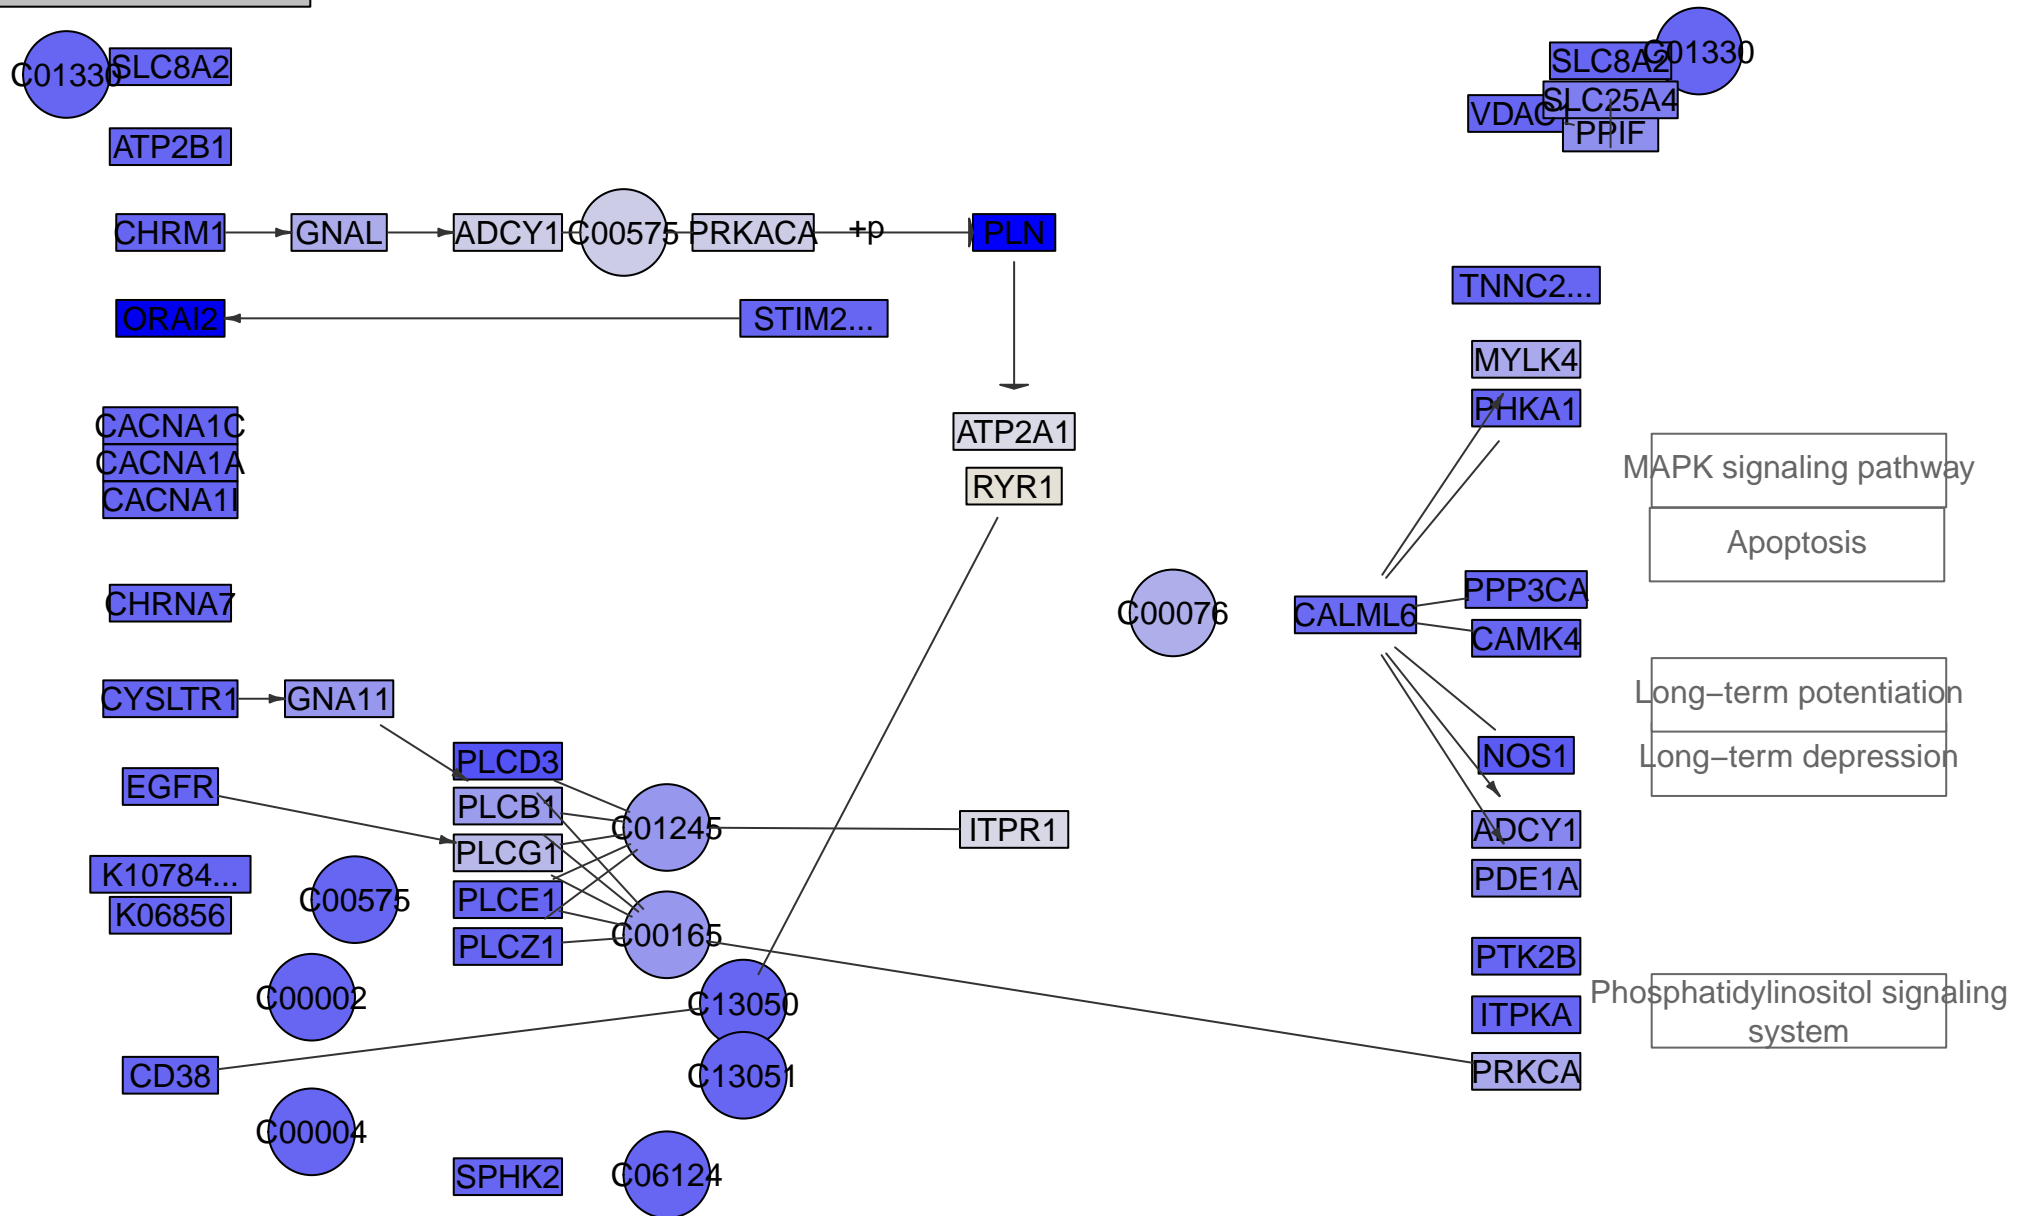 C01330
SLC8A2
SLC8A2
C01330
SLC25A4
VDAC1
PPIF
ATP2B1
CHRM1
GNAL
ADCY1
C00575
PRKACA
+p
PLN
TNNC2...
ORAI2
STIM2...
MYLK4
PHKA1
CACNA1C
CACNA1A
CACNA1I
ATP2A1
RYR1
MAPK signaling pathway
Apoptosis
CHRNA7
C00076
CALML6
PPP3CA
CAMK4
CYSLTR1
GNA11
Long–term potentiation
Long–term depression
PLCD3
NOS1
EGFR
PLCB1
C01245
ITPR1
ADCY1
PLCG1
K10784...
C00575
PLCE1
PDE1A
K06856
PLCZ1
C00165
PTK2B
C00002
C13050
ITPKA
Phosphatidylinositol signaling
system
CD38
C13051
PRKCA
C00004
SPHK2
C06124